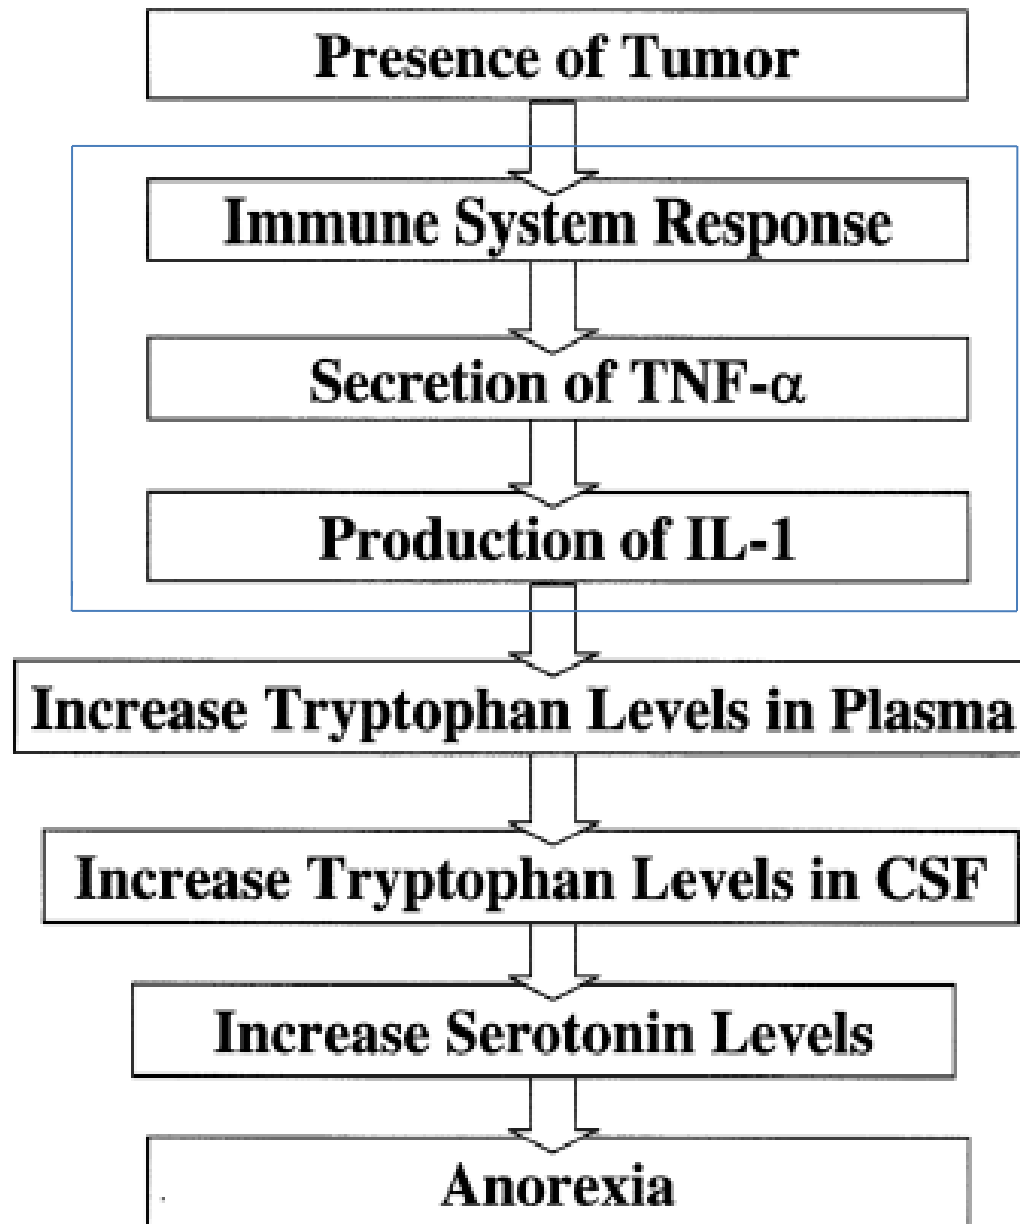 Presence of Tumor
Immune System Response
Secretion of TNF-α
Production of IL-1
Increase Tryptophan Levels in Plasma
Increase Tryptophan Levels in CSF
Increase Serotonin Levels
Anorexia